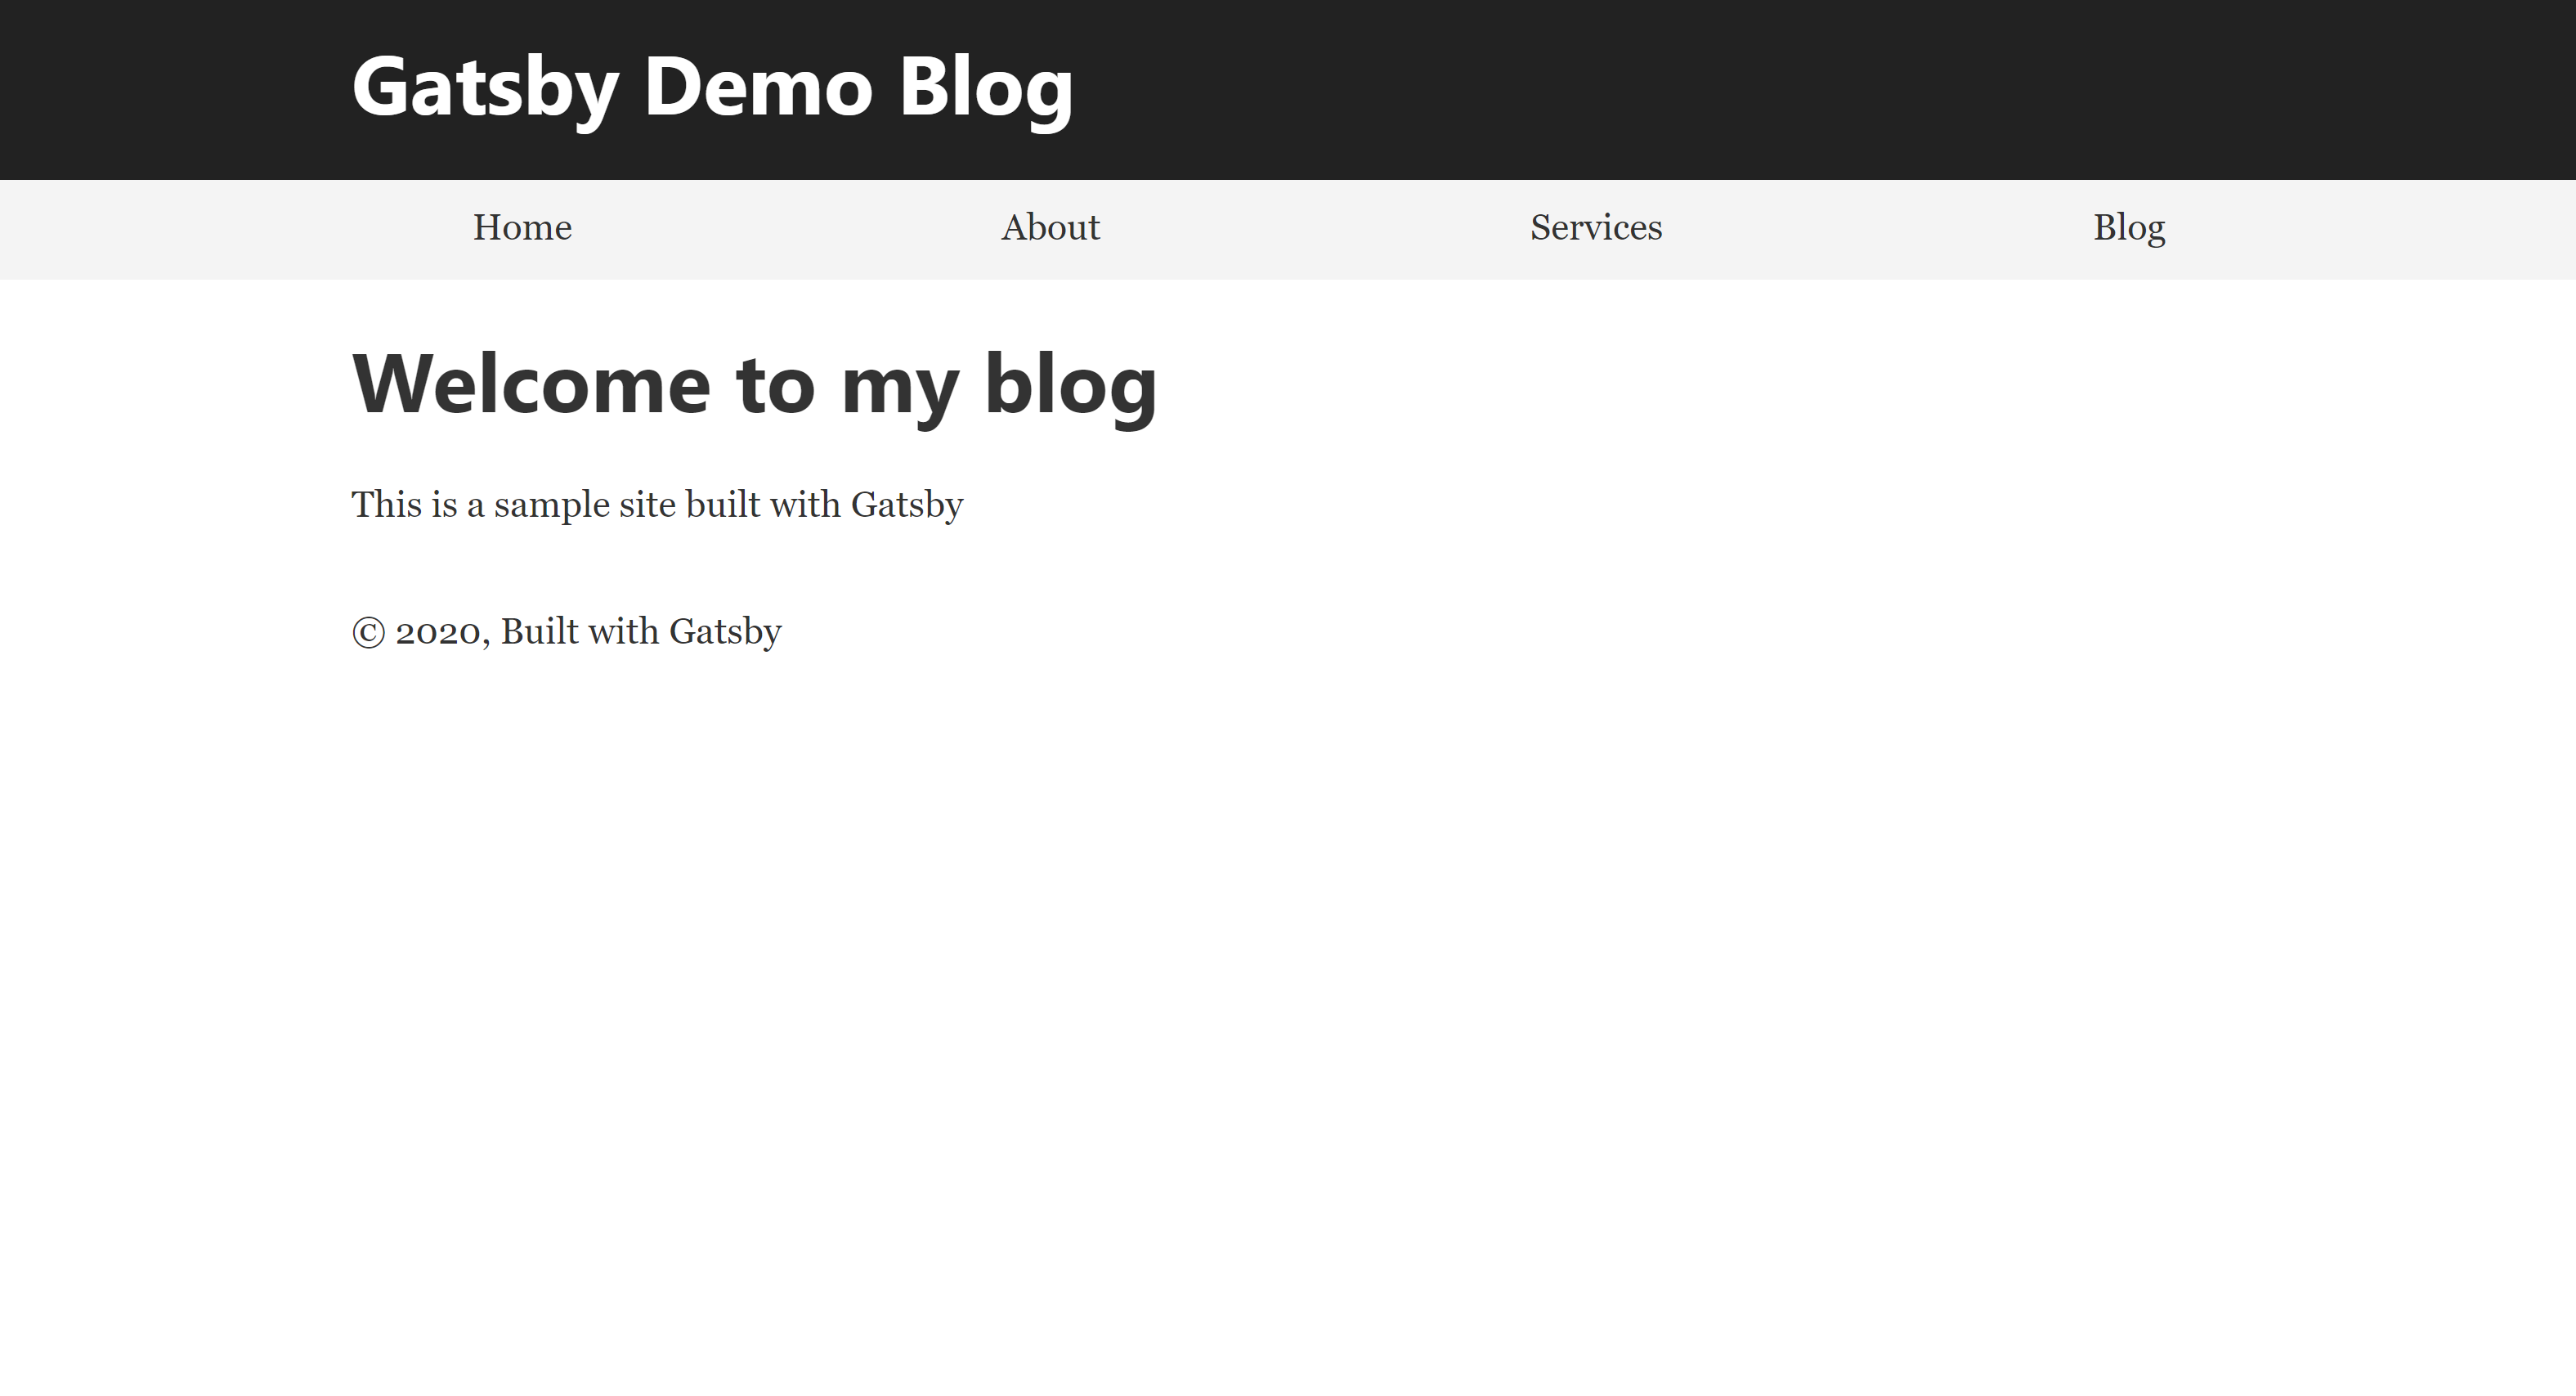 Gatsby Demo Blog
Home About Services Blog
Welcome to my blog
This is a sample site built with Gatsby
© 2020, Built with Gatsby